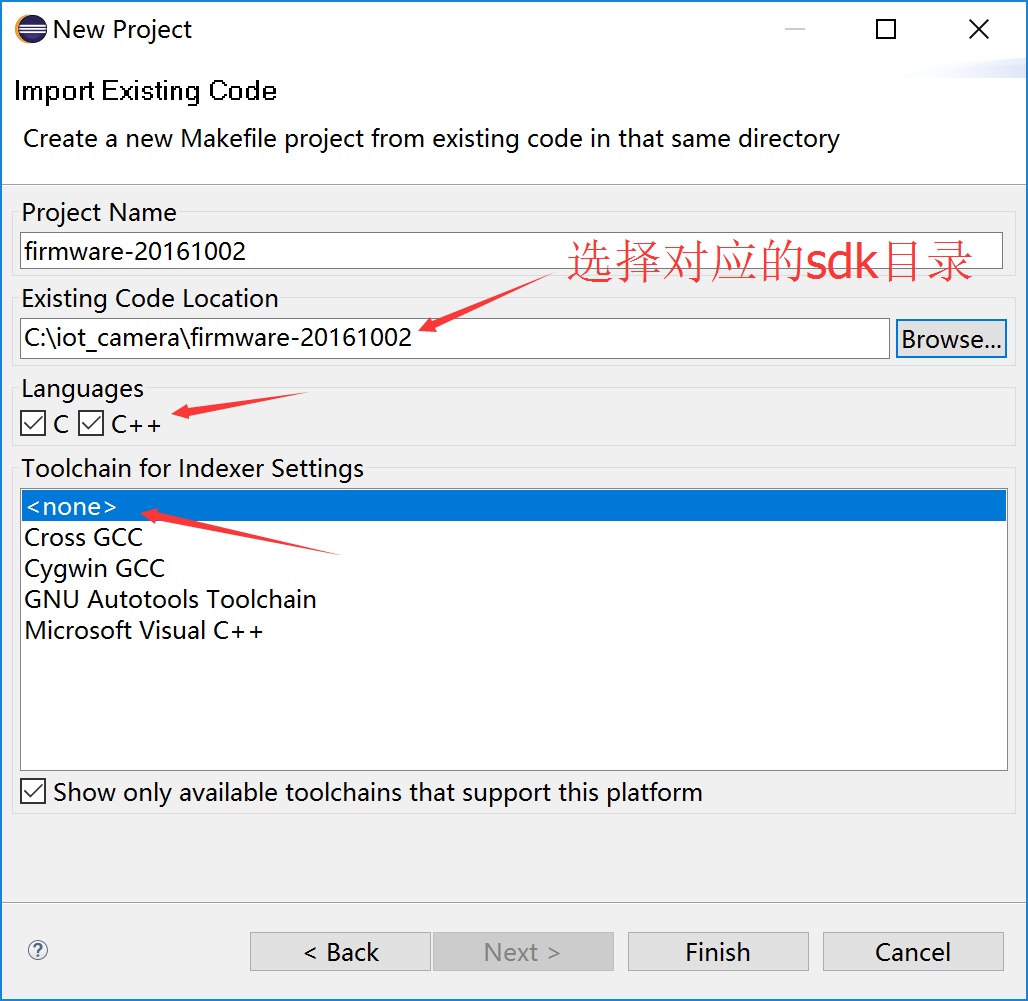 New Project
Import Existing Code
Create a new Makefile project from existing code in that same directory
Project Name
firmware-20161002
选择对应的sdk目录
Existing Code Location
C:\iot_camera\firmware-20161002
Browse...
Languages
C C++
Toolchain for Indexer Settings
<none>
Cross GCC
Cygwin GCC
GNU Autotools Toolchain
Microsoft Visual C++
Show only available toolchains that support this platform
?
< Back
Next >
Finish
Cancel